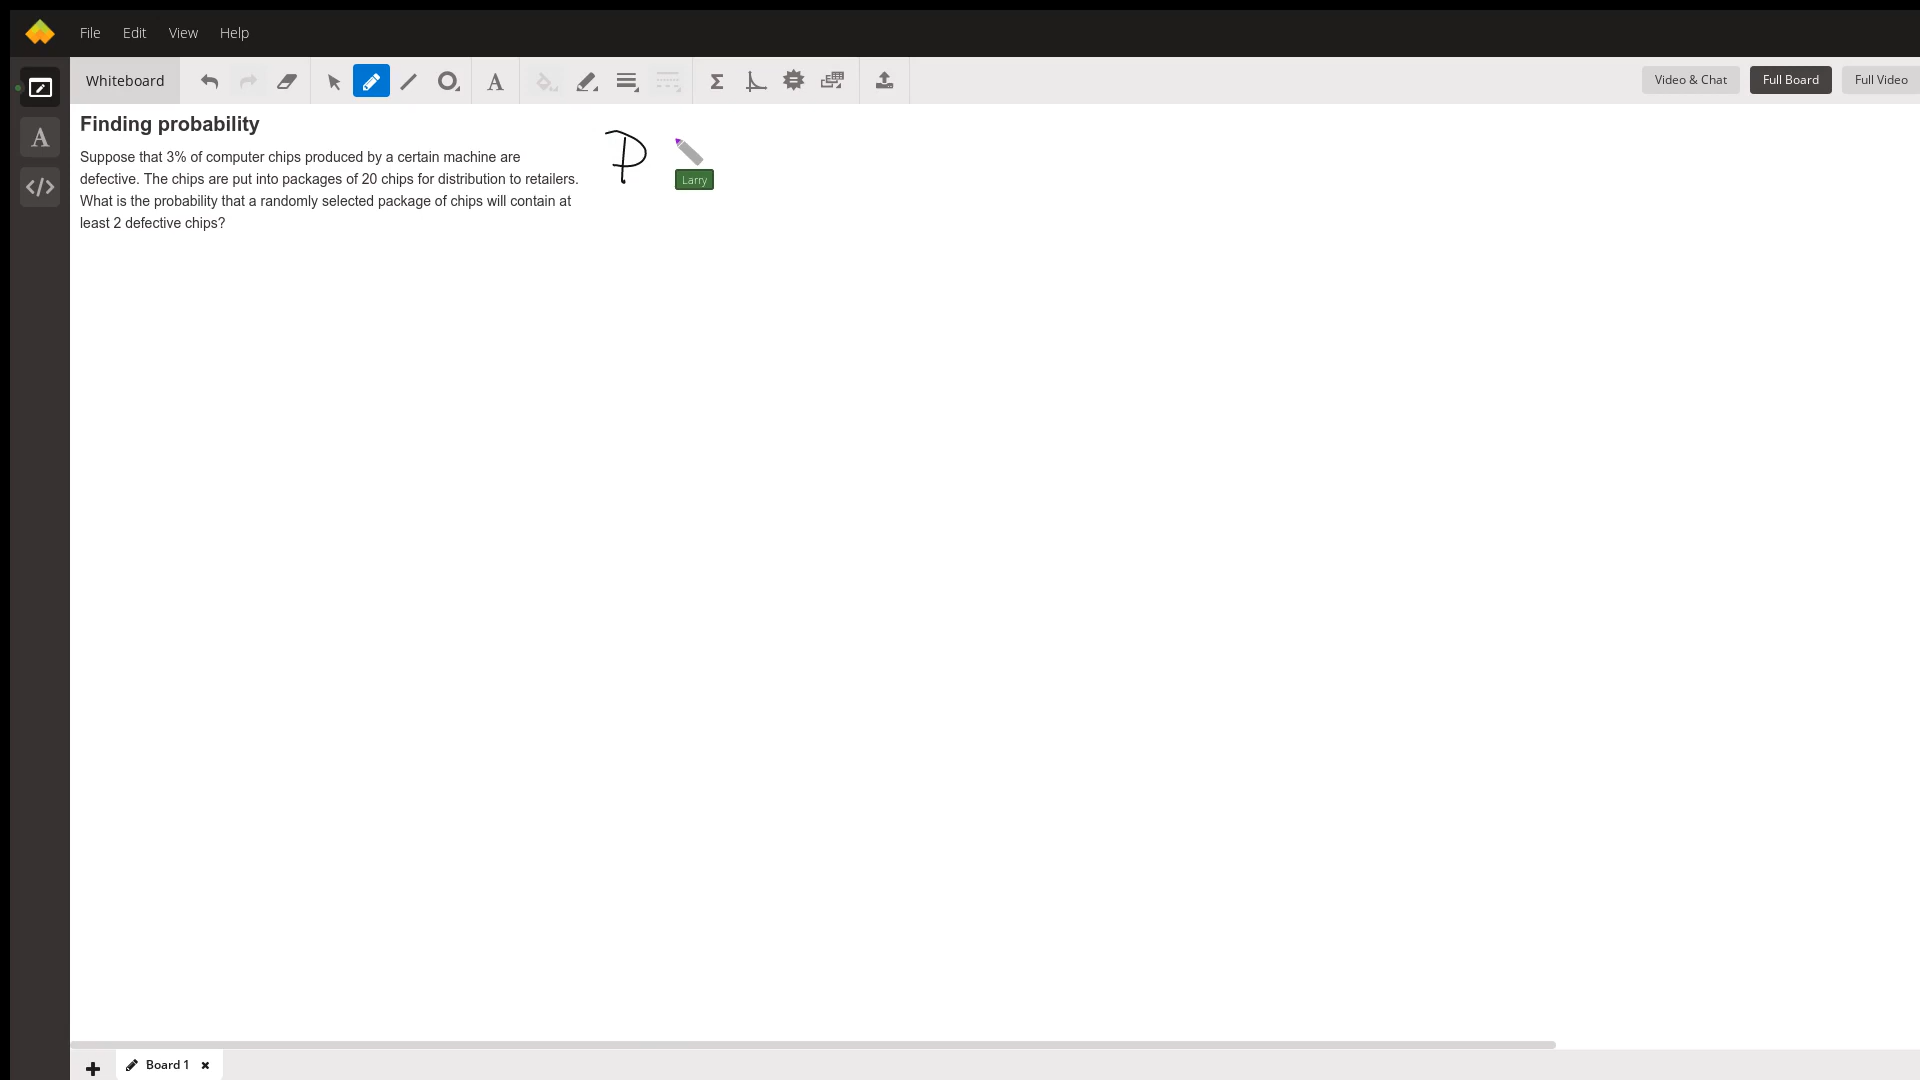 File Edit View Help
Whiteboard A Σ Video & Chat Full Board Full Video
A
</>
Finding probability
Suppose that 3% of computer chips produced by a certain machine are
defective. The chips are put into packages of 20 chips for distribution to retailers.
What is the probability that a randomly selected package of chips will contain at
least 2 defective chips?
P
Larry
+ Board 1 ×